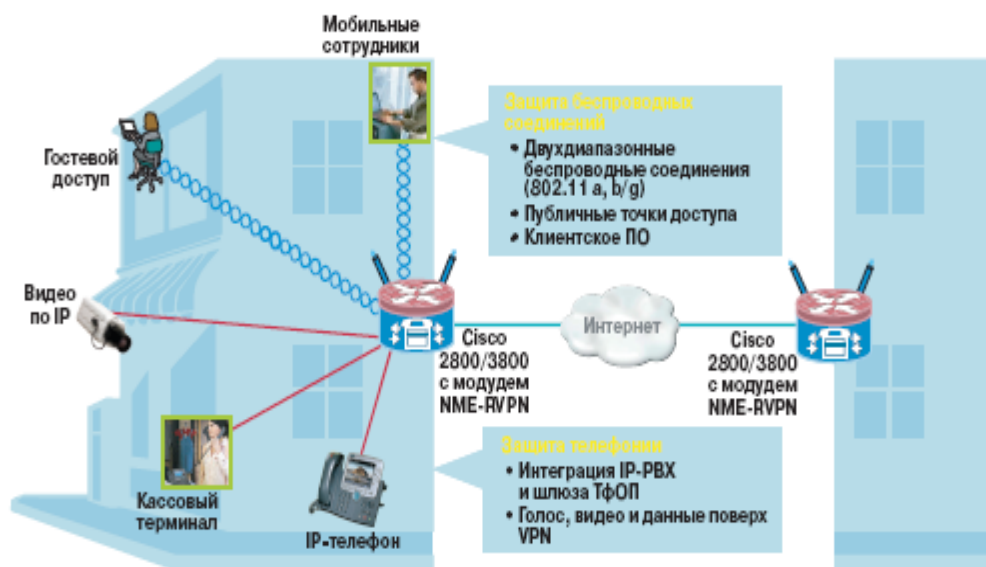 Мобильные
сотрудники
Гостевой
доступ
Защита беспроводных
соединений
• Двухдиапазонные
беспроводные соединения
(802.11 a, b/g)
• Публичные точки доступа
• Клиентское ПО
Видео
по IP
Cisco
2800/3800
с модудем
NME-RVPN
Интернет
Cisco
2800/3800
с модудем
NME-RVPN
Кассовый
терминал
IP-телефон
Защита телефонии
• Интеграция IP-PBX
и шлюза ТфОП
• Голос, видео и данные поверх
VPN